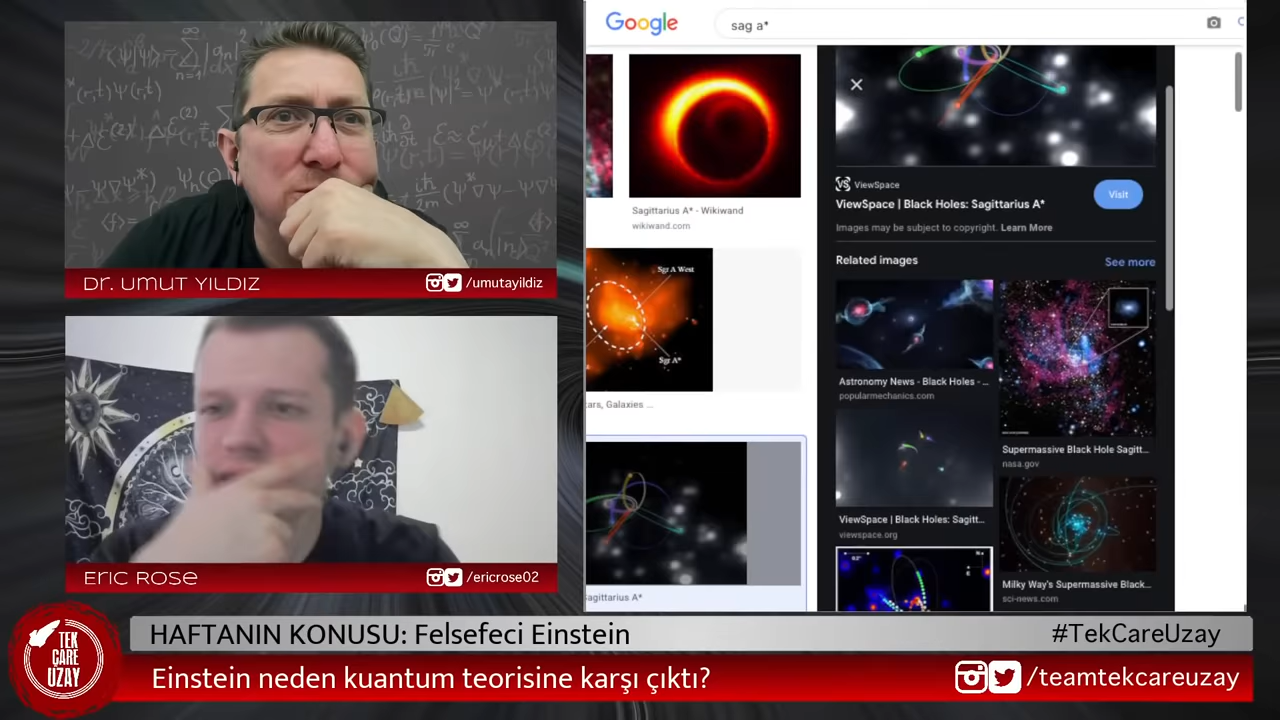 DR. UMUT YILDIZ
/umutayildiz
ERIC ROSE
/ericrose02
Google
sag a*
Sagittarius A* - Wikiwand
wikiwand.com
Sgr A West
Sgr A*
ars, Galaxies ...
Sagittarius A*
VS ViewSpace
ViewSpace | Black Holes: Sagittarius A*
Visit
Images may be subject to copyright. Learn More
Related images
See more
Astronomy News - Black Holes - ...
popularmechanics.com
Supermassive Black Hole Sagitt...
nasa.gov
ViewSpace | Black Holes: Sagitt...
viewspace.org
Milky Way's Supermassive Black...
sci-news.com
TEK
ÇARE
UZAY
HAFTANIN KONUSU: Felsefeci Einstein
#TekCareUzay
Einstein neden kuantum teorisine karşı çıktı?
/teamtekcareuzay